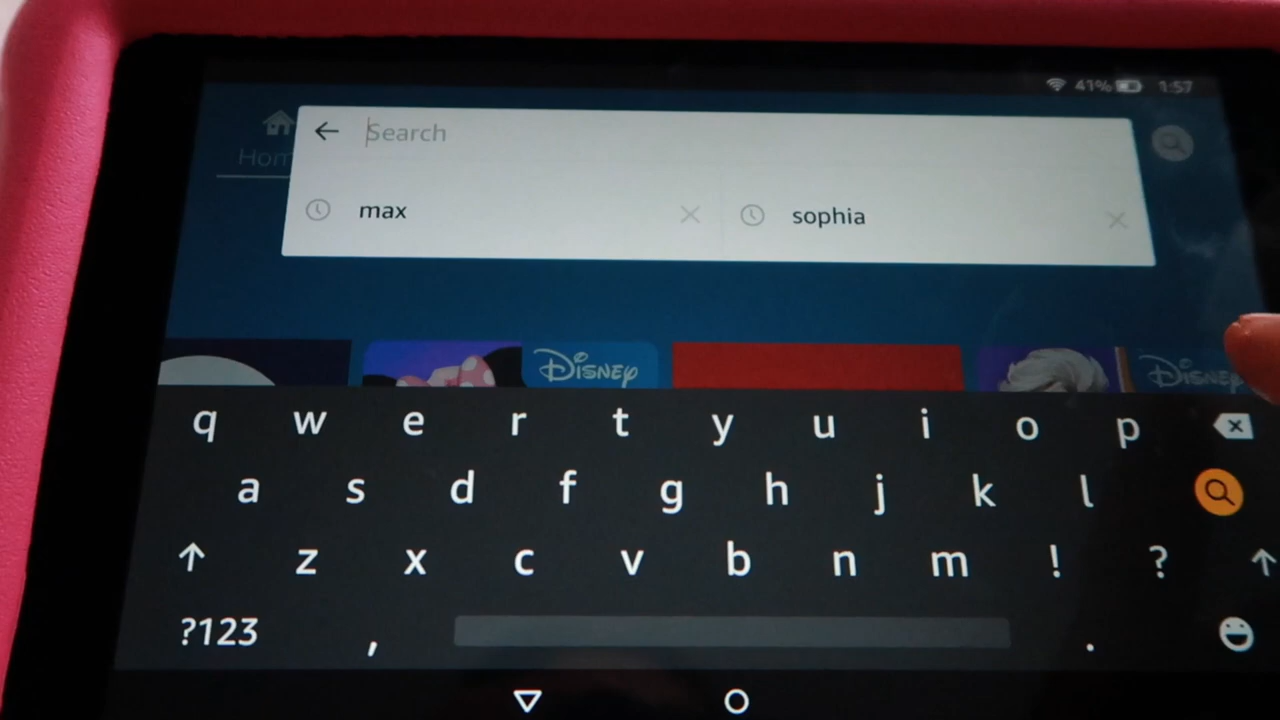 41% 1:57
Home
Search
max sophia
Disney Disney
q w e r t y u i o p
a s d f g h j k l
z x c v b n m ! ?
?123 , .